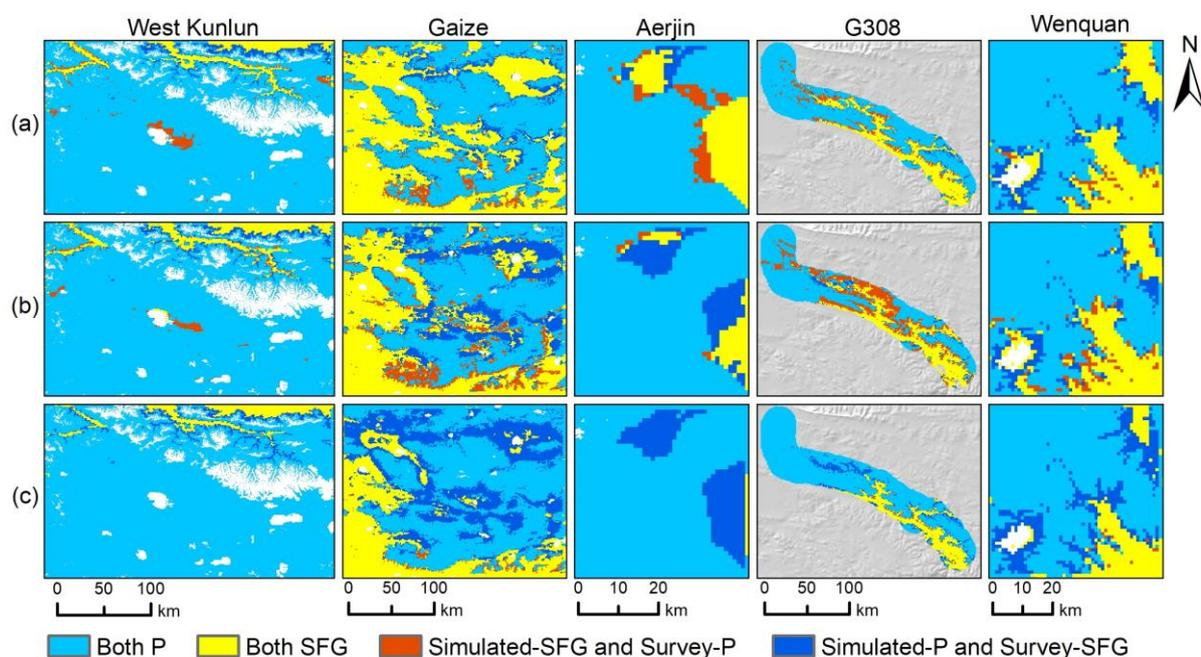 West Kunlun Gaize Aerjin G308 Wenquan
N
(a)
(b)
(c)
0 50 100 0 50 100 0 10 20 0 50 100 0 10 20
km km km km km
Both P Both SFG Simulated-SFG and Survey-P Simulated-P and Survey-SFG